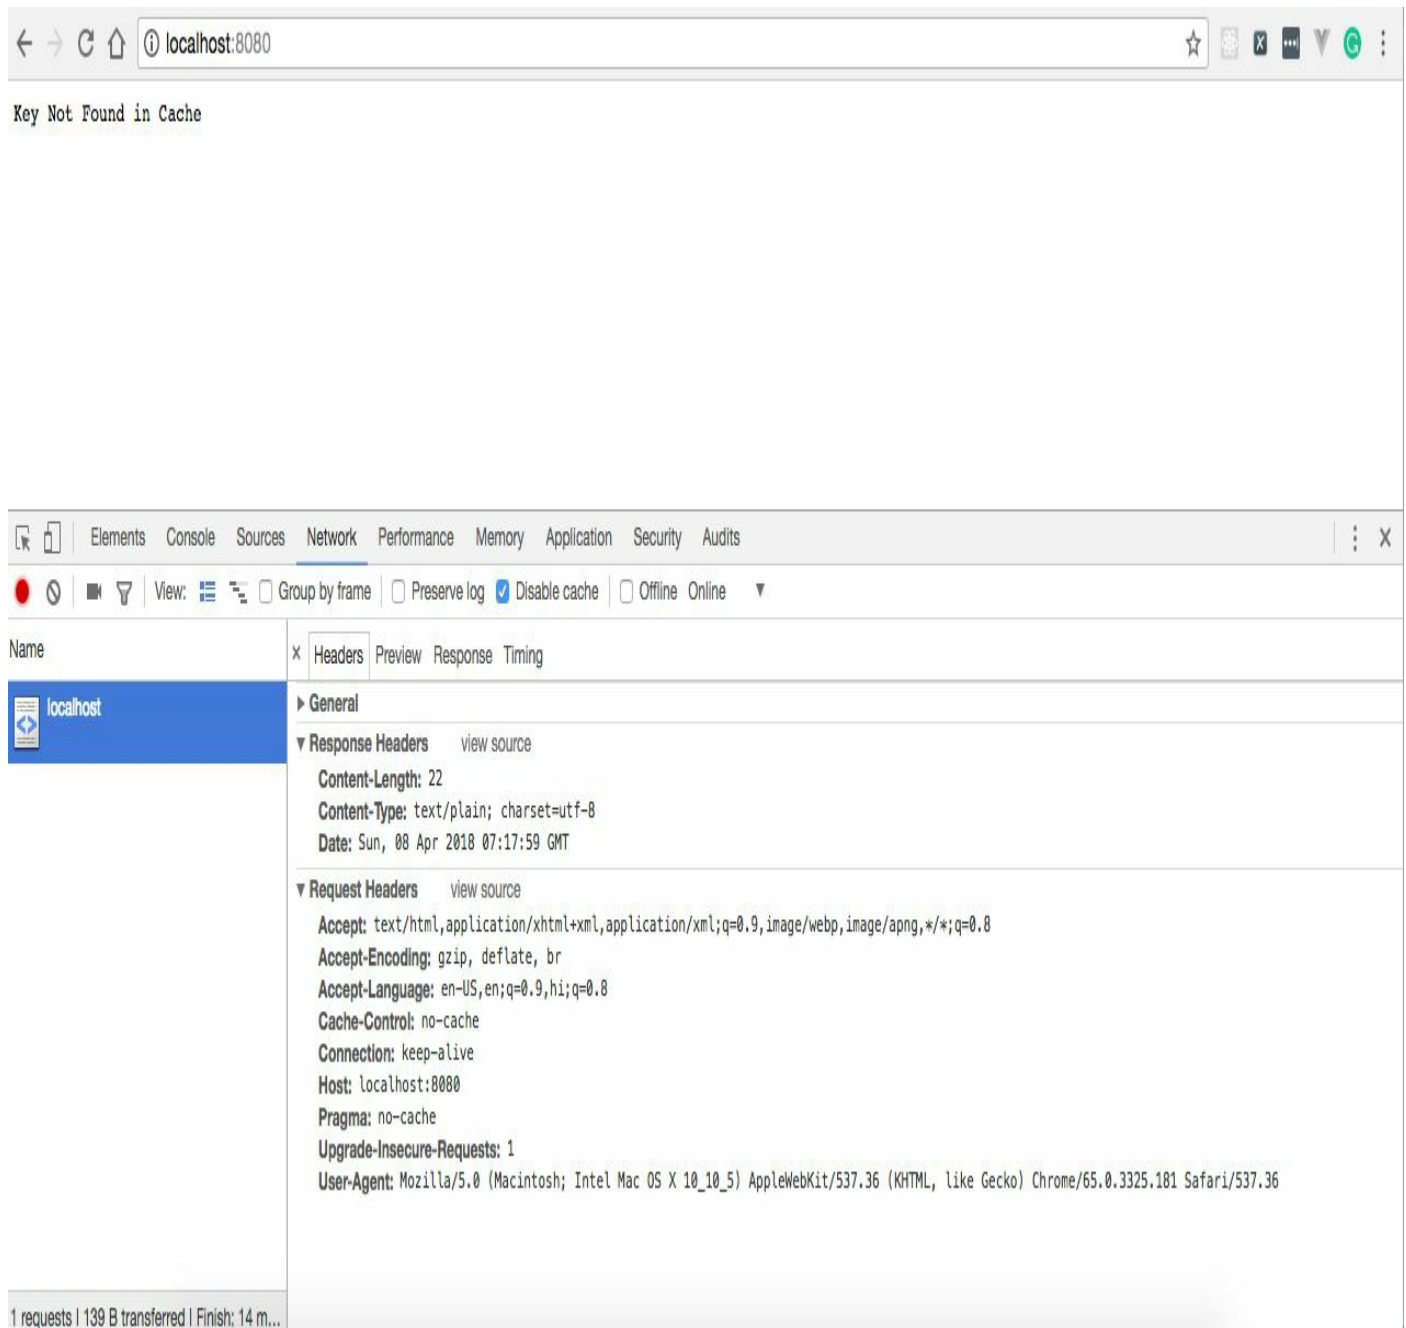 localhost:8080
Key Not Found in Cache
Elements Console Sources Network Performance Memory Application Security Audits
View: Group by frame Preserve log Disable cache Offline Online
Name
× Headers Preview Response Timing
localhost
General
Response Headers view source
Content-Length: 22
Content-Type: text/plain; charset=utf-8
Date: Sun, 08 Apr 2018 07:17:59 GMT
Request Headers view source
Accept: text/html,application/xhtml+xml,application/xml;q=0.9,image/webp,image/apng,*/*;q=0.8
Accept-Encoding: gzip, deflate, br
Accept-Language: en-US,en;q=0.9,hi;q=0.8
Cache-Control: no-cache
Connection: keep-alive
Host: localhost:8080
Pragma: no-cache
Upgrade-Insecure-Requests: 1
User-Agent: Mozilla/5.0 (Macintosh; Intel Mac OS X 10_10_5) AppleWebKit/537.36 (KHTML, like Gecko) Chrome/65.0.3325.181 Safari/537.36
1 requests | 139 B transferred | Finish: 14 m...